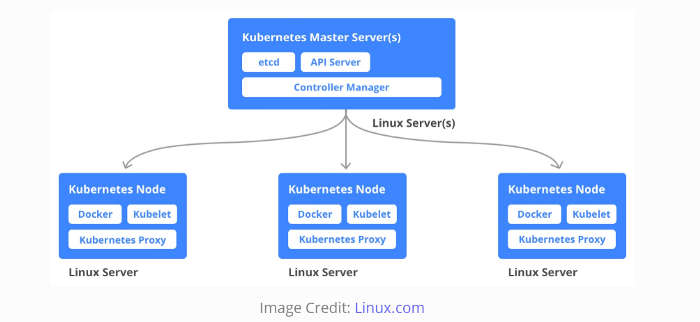 Kubernetes Master Server(s)
etcd API Server
Controller Manager
Linux Server(s)
Kubernetes Node
Docker Kubelet
Kubernetes Proxy
Linux Server
Kubernetes Node
Docker Kubelet
Kubernetes Proxy
Linux Server
Kubernetes Node
Docker Kubelet
Kubernetes Proxy
Linux Server
Image Credit: Linux.com